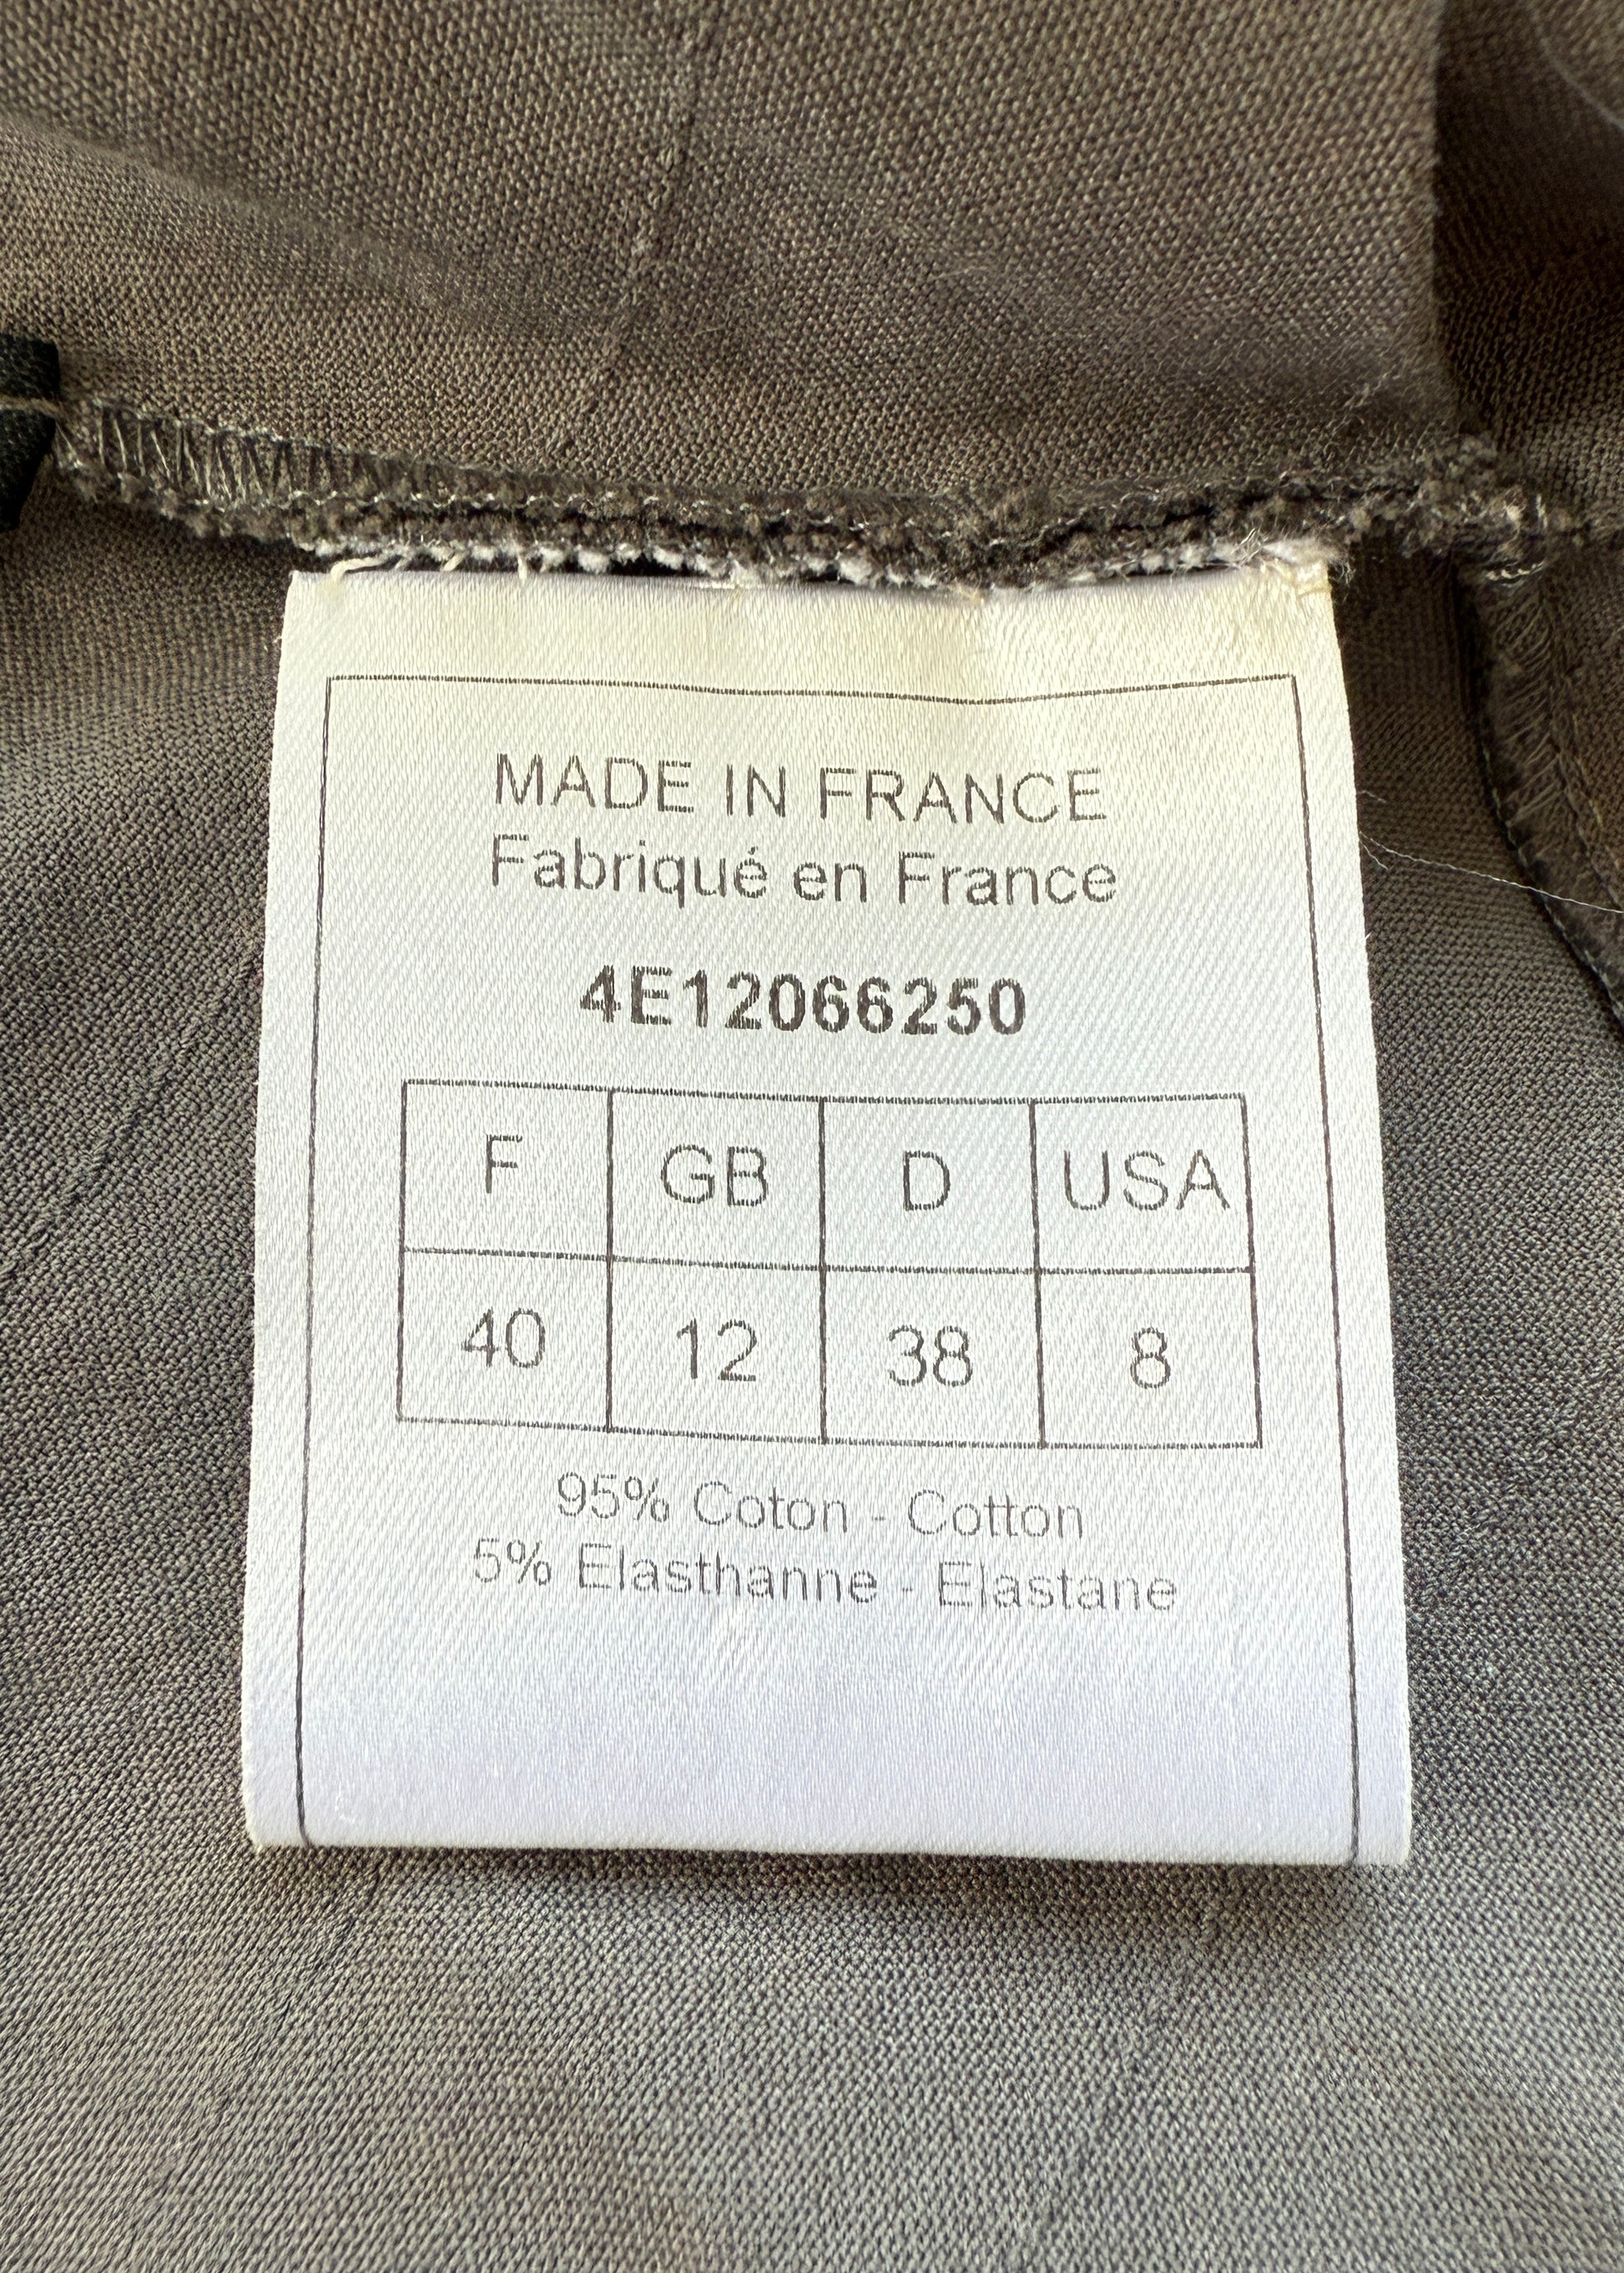 MADE IN FRANCE
Fabriqué en France
4E12066250
F GB D USA
40 12 38 8
95% Coton - Cotton
5% Elasthanne - Elastane